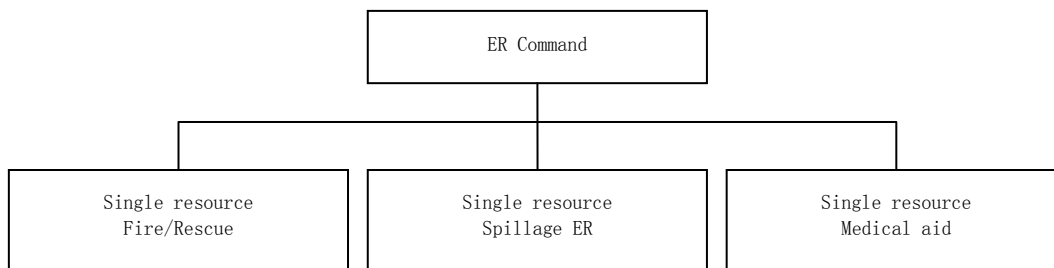 ER Command
Single resource
Fire/Rescue
Single resource
Spillage ER
Single resource
Medical aid